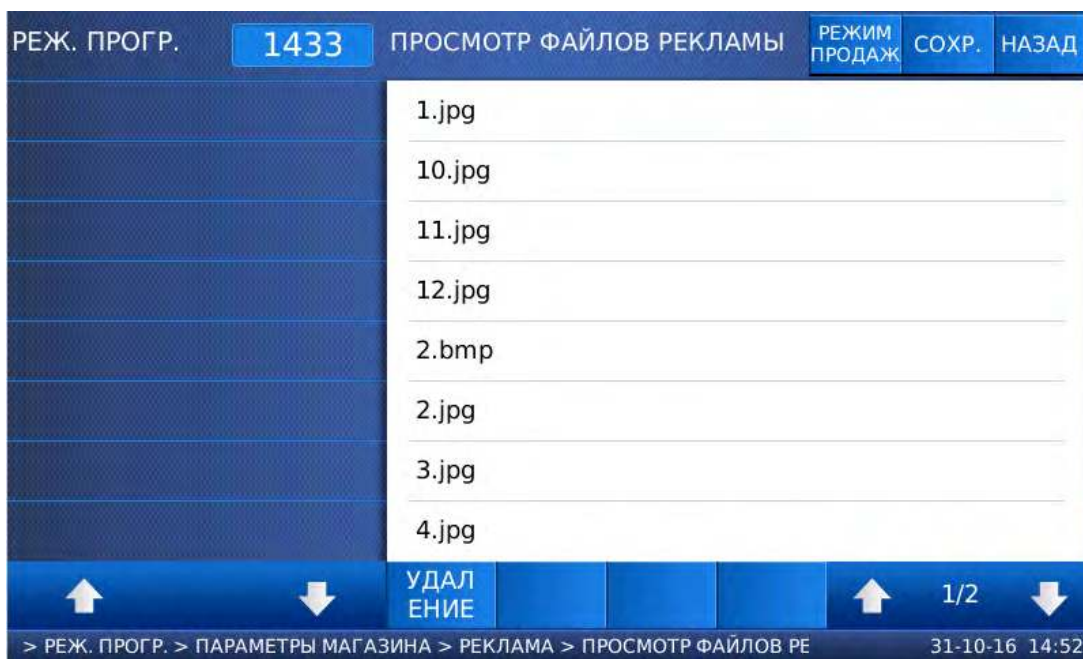 РЕЖ. ПРОГР. 1433 ПРОСМОТР ФАЙЛОВ РЕКЛАМЫ РЕЖИМ ПРОДАЖ СОХР. НАЗАД
1.jpg
10.jpg
11.jpg
12.jpg
2.bmp
2.jpg
3.jpg
4.jpg
УДАЛ
ЕНИЕ
1/2
> РЕЖ. ПРОГР. > ПАРАМЕТРЫ МАГАЗИНА > РЕКЛАМА > ПРОСМОТР ФАЙЛОВ РЕ 31-10-16 14:52